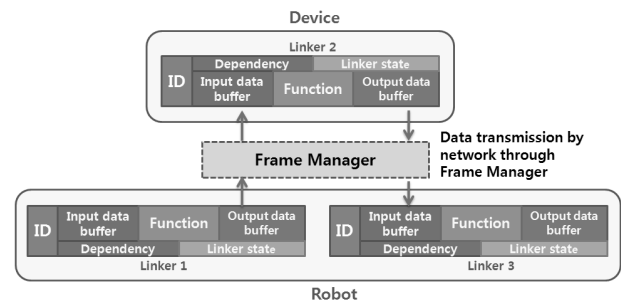 Device
Linker 2
ID
Dependency
Linker state
Input data
buffer
Function
Output data
buffer
Frame Manager
Data transmission by
network through
Frame Manager
ID
Input data
buffer
Function
Output data
buffer
Dependency
Linker state
Linker 1
ID
Input data
buffer
Function
Output data
buffer
Dependency
Linker state
Linker 3
Robot